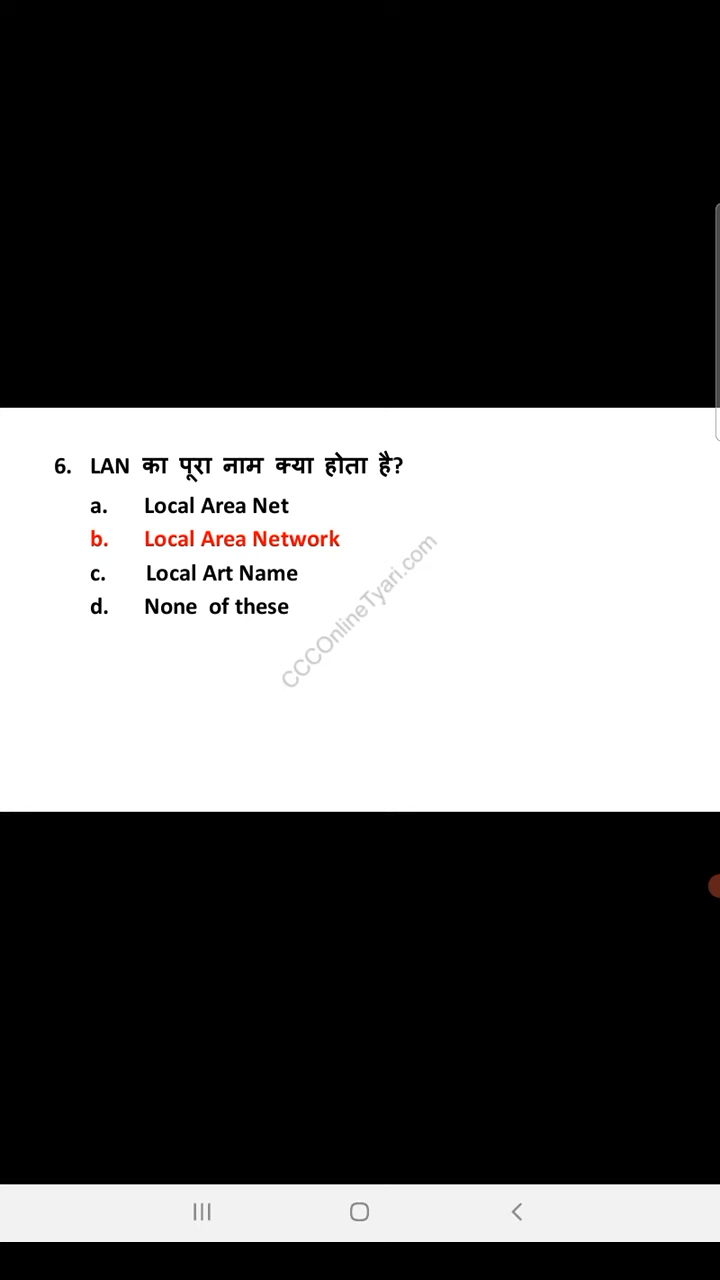 6. LAN का पूरा नाम क्या होता है?
a. Local Area Net
b. Local Area Network
c. Local Art Name
d. None of these
CCCOnlineTyari.com